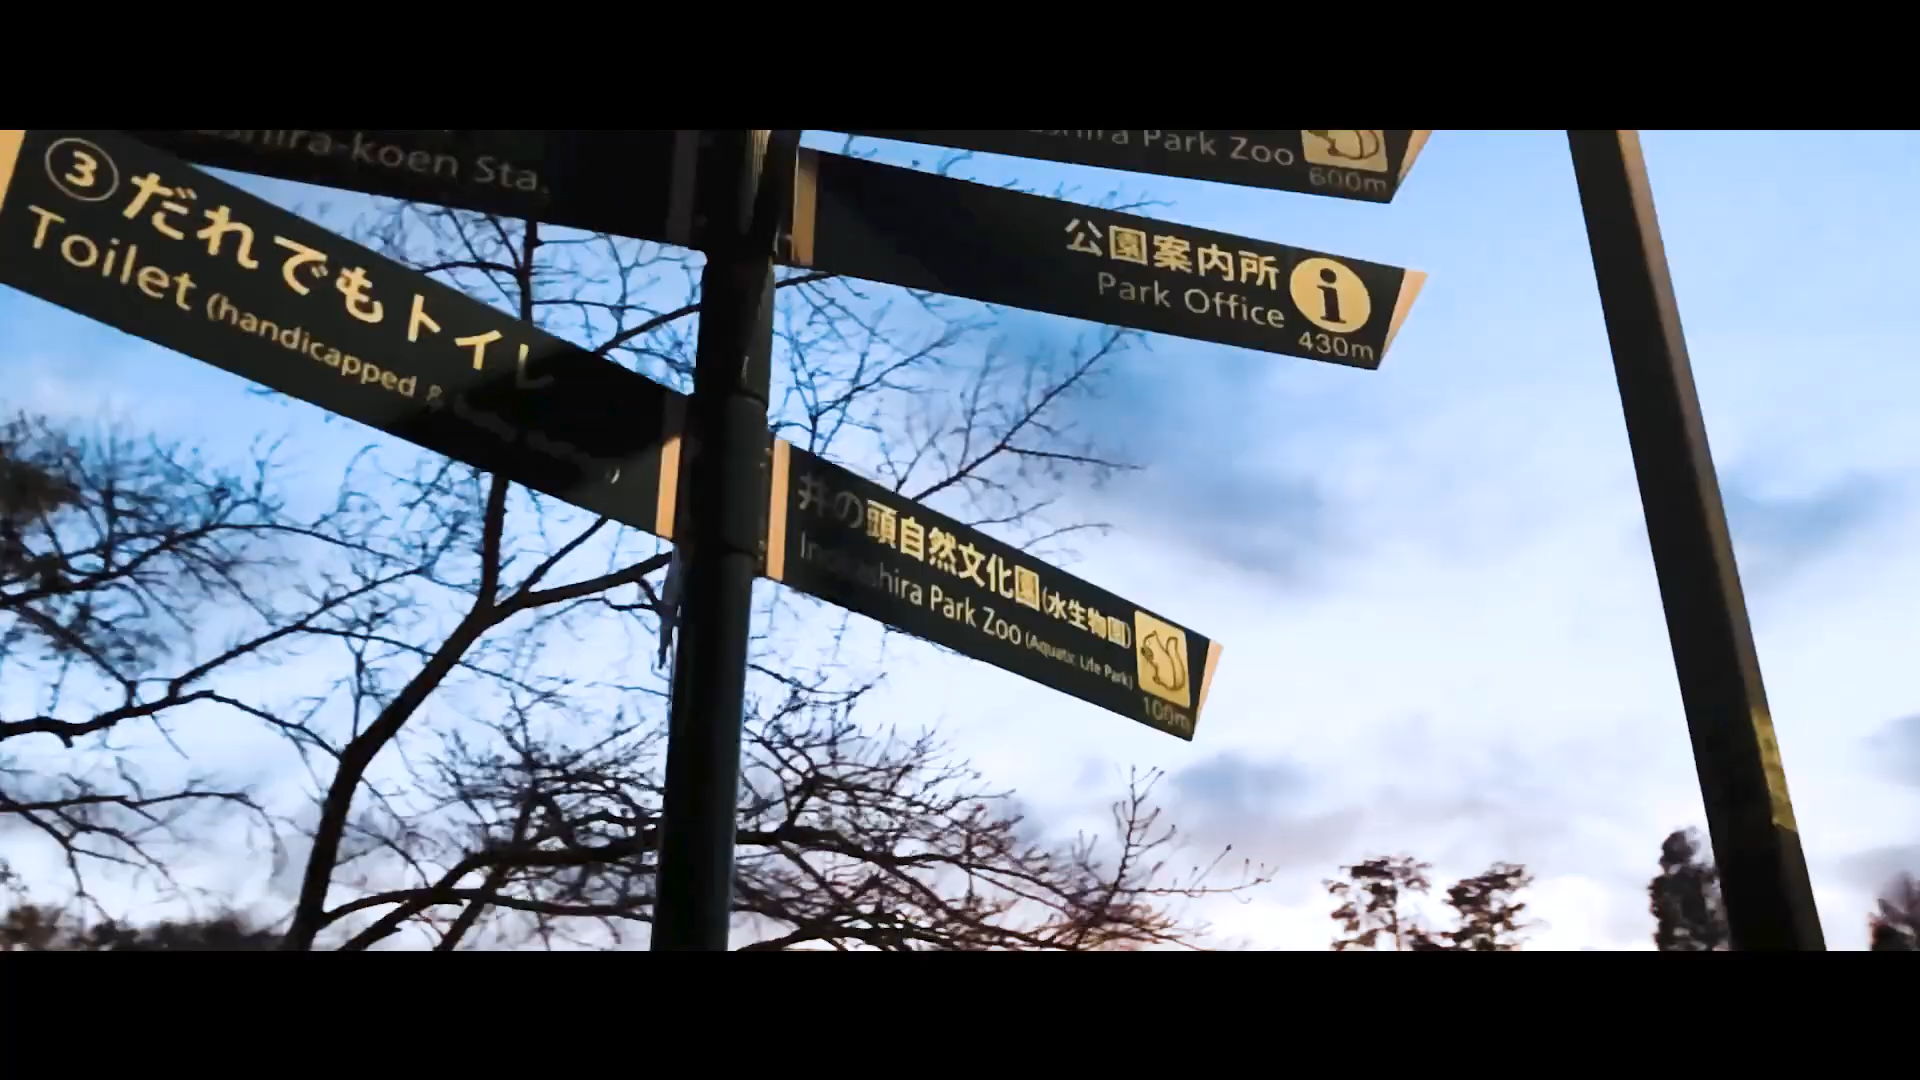 Park Zoo
600m
koen Sta.
③だれでもトイレ
Toilet (handicapped &
公園案内所
Park Office
430m
井の頭自然文化園(水生物園)
Park Zoo (Aquatic Life Park)
100m